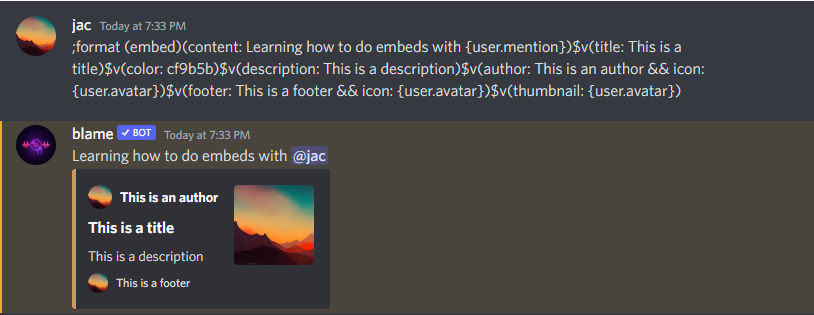 jac Today at 7:33 PM
;format (embed)(content: Learning how to do embeds with {user.mention})$v(title: This is a
title)$v(color: cf9b5b)$v(description: This is a description)$v(author: This is an author && icon:
{user.avatar})$v(footer: This is a footer && icon: {user.avatar})$v(thumbnail: {user.avatar})
blame ✓ BOT Today at 7:33 PM
Learning how to do embeds with @jac
This is an author
This is a title
This is a description
This is a footer